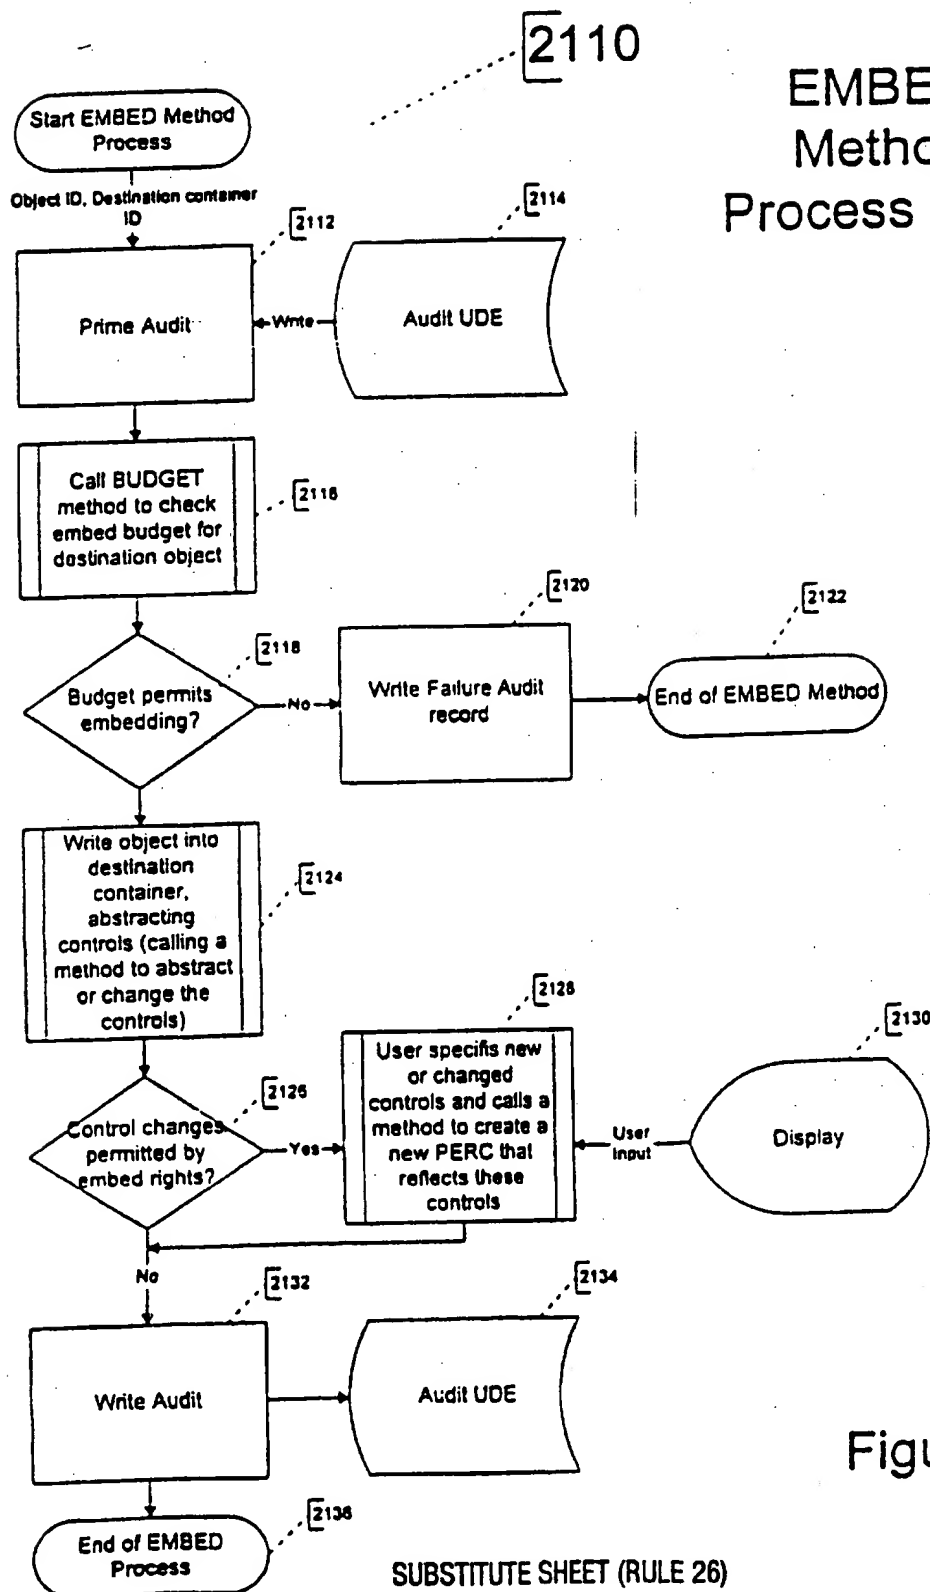 2110
EMBE
Metho
Process
Start EMBED Method
Process
Object ID, Destination container
ID
2112
2114
Prime Audit
Write
Audit UDE
Call BUDGET
method to check
embed budget for
destination object
2116
2118
Budget permits
embedding?
No
2120
Write Failure Audit
record
2122
End of EMBED Method
Write object into
destination
container,
abstracting
controls (calling a
method to abstract
or change the
controls)
2124
2126
Control changes
permitted by
embed rights?
Yes
2128
User specifis new
or changed
controls and calls a
method to create a
new PERC that
reflects these
controls
User
Input
2130
Display
No
2132
Write Audit
2134
Audit UDE
Figu
End of EMBED
Process
2136
SUBSTITUTE SHEET (RULE 26)